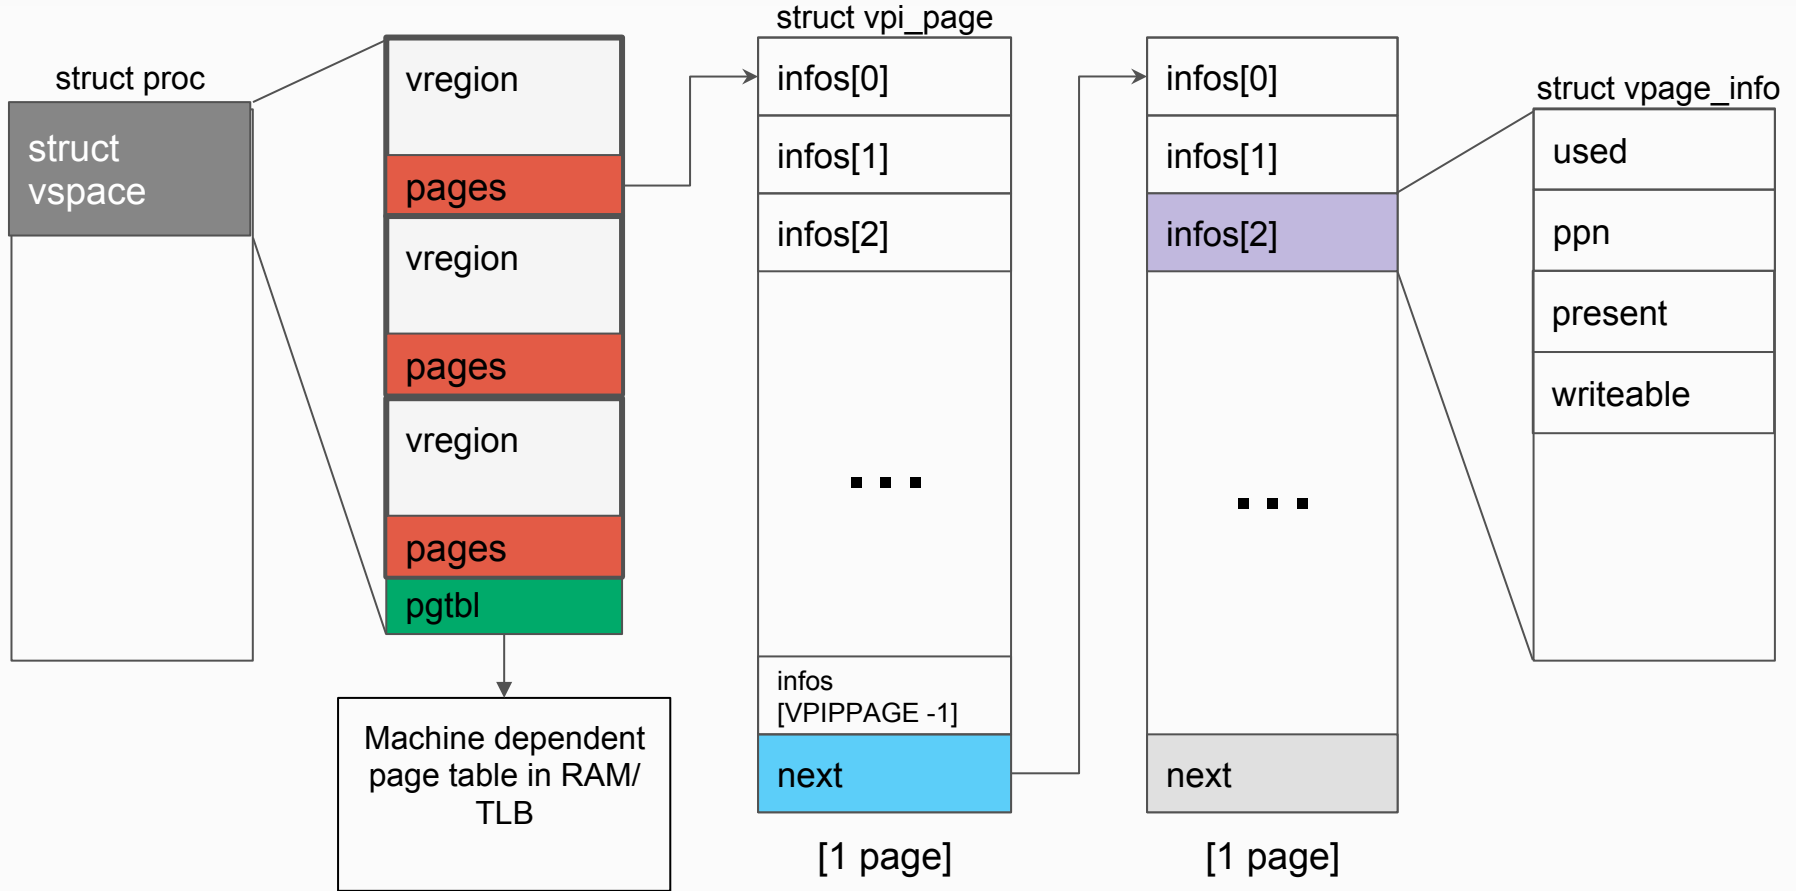 struct proc
struct
vspace
vregion
pages
vregion
pages
vregion
pages
pgtbl
Machine dependent
page table in RAM/
TLB
struct vpi_page
infos[0]
infos[1]
infos[2]
...
infos
[VPIPPAGE -1]
next
[1 page]
infos[0]
infos[1]
infos[2]
...
next
[1 page]
struct vpage_info
used
ppn
present
writeable